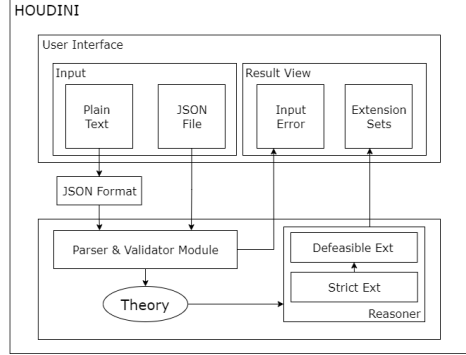 HOUDINI
User Interface
Input
Result View
Plain
Text
JSON
File
Input
Error
Extension
Sets
JSON Format
Parser & Validator Module
Defeasible Ext
Theory
Strict Ext
Reasoner